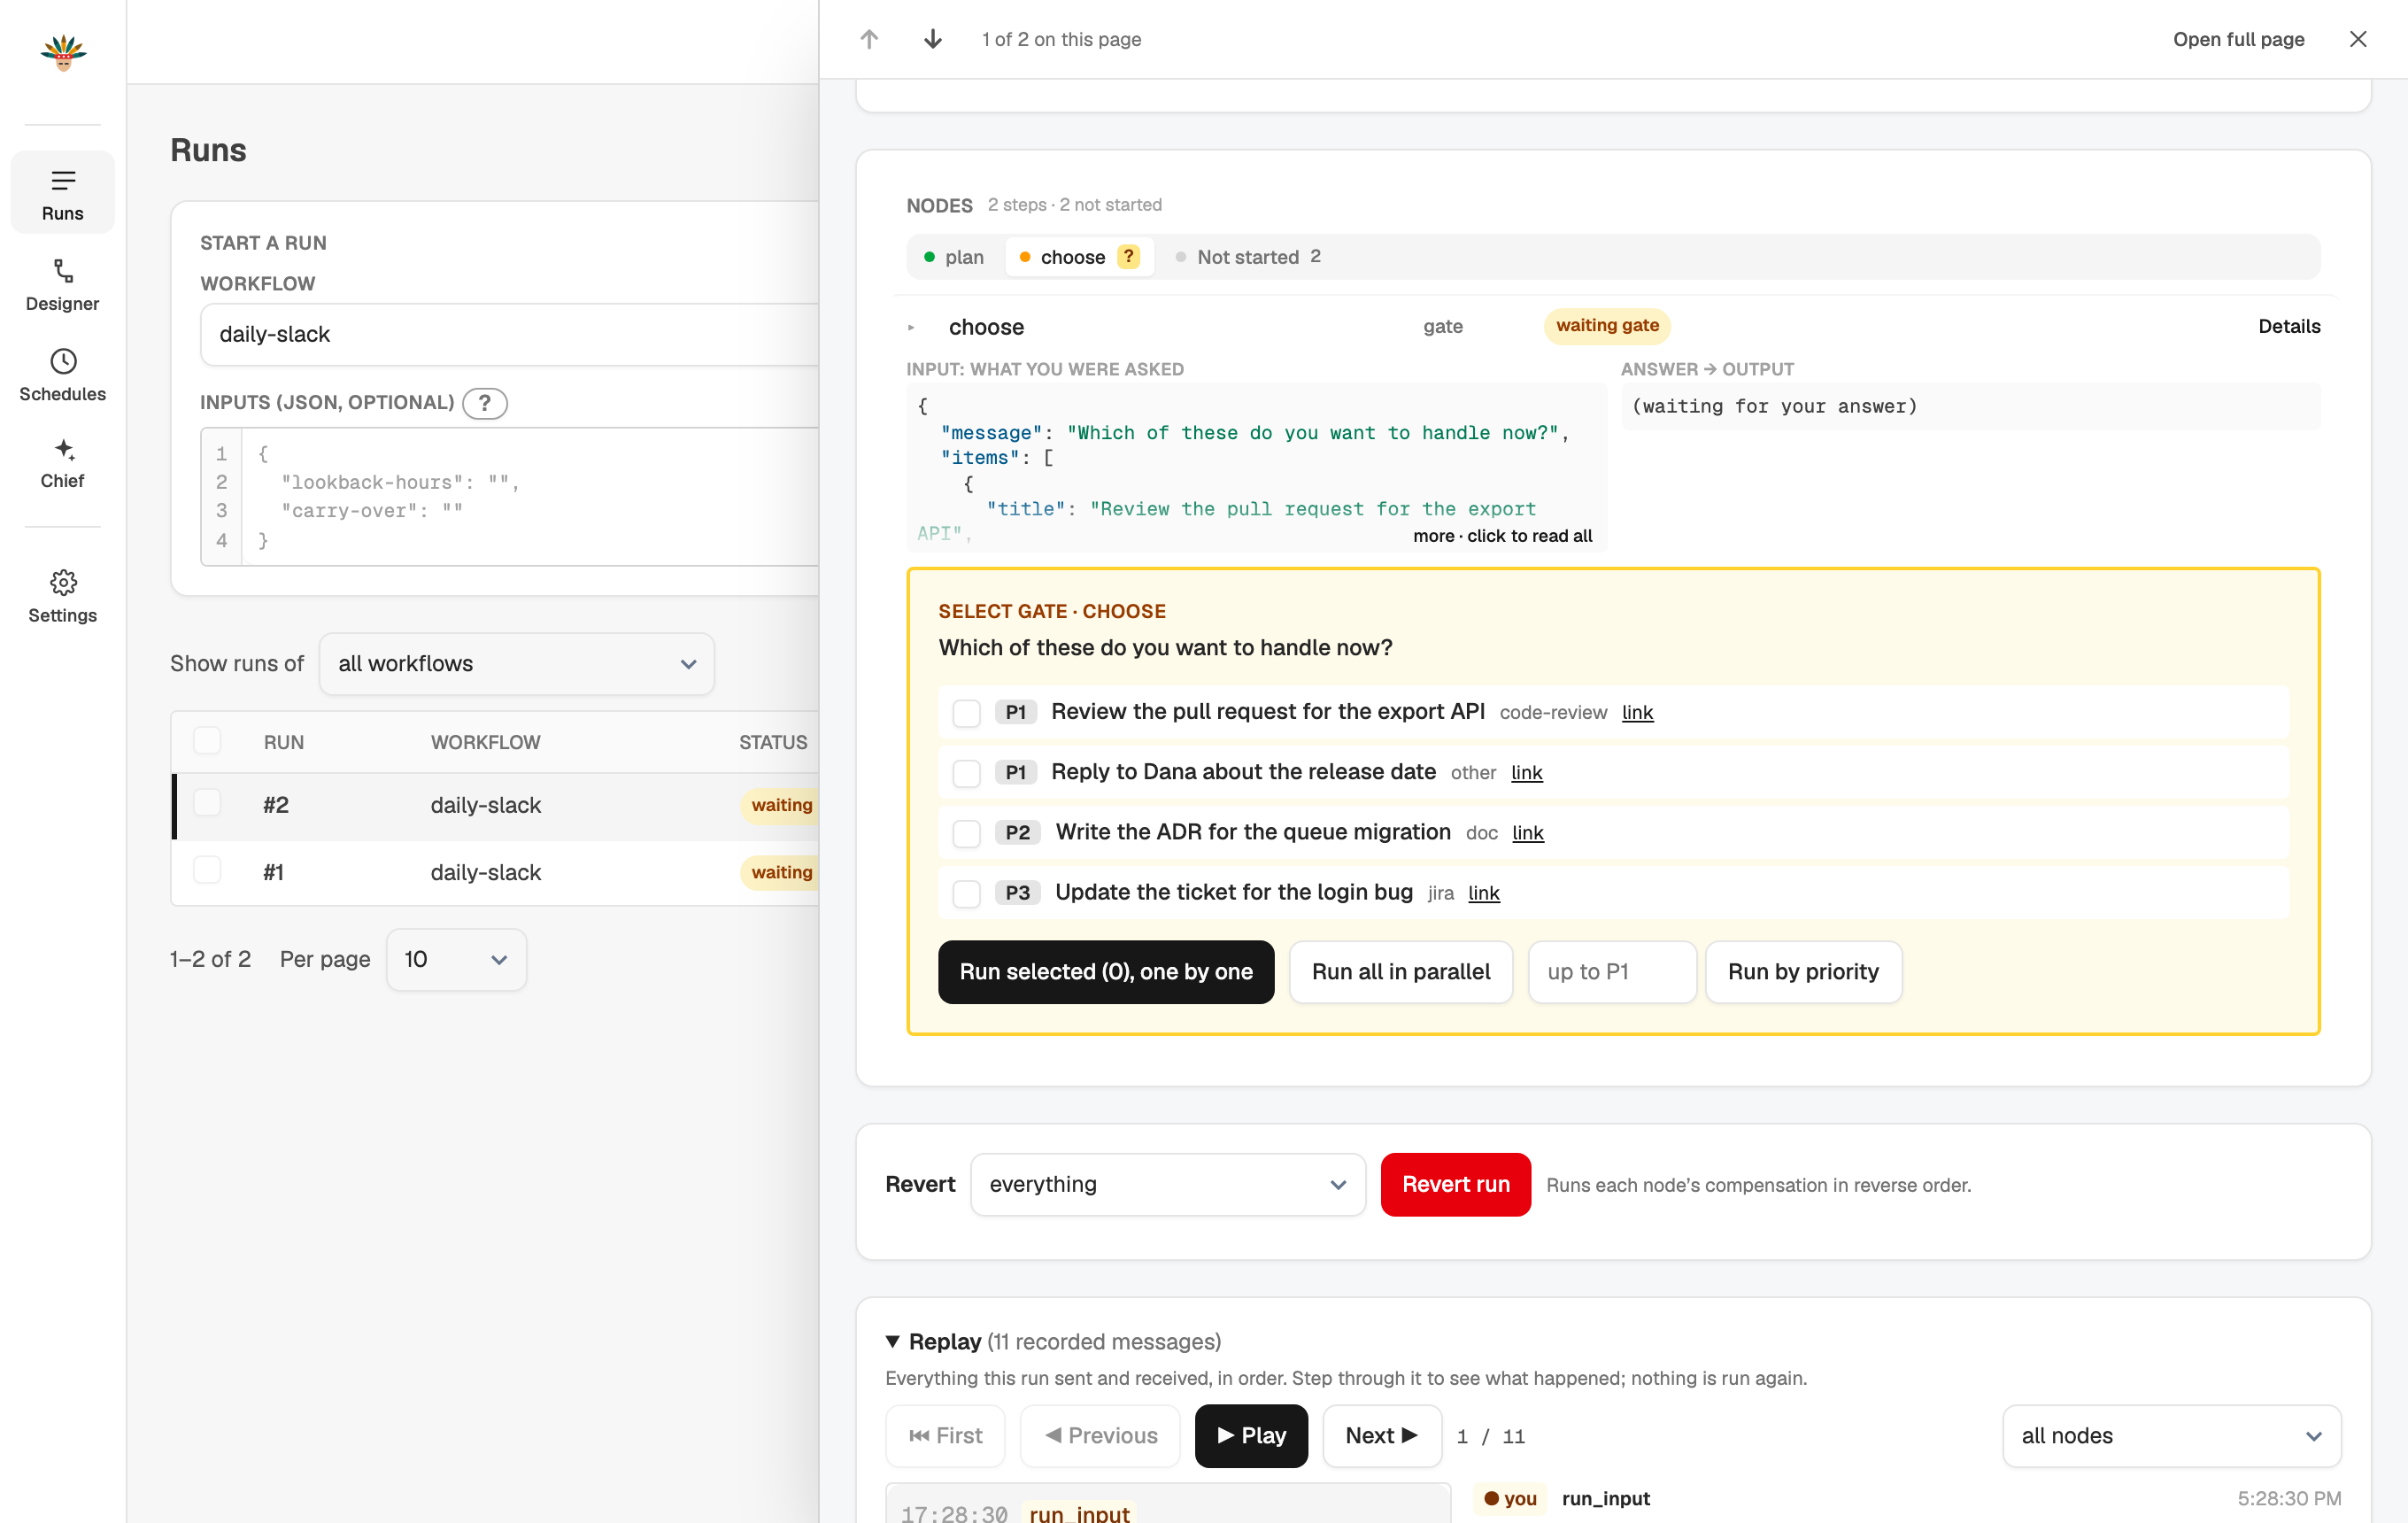 1 of 2 on this page
Open full page
Runs
Designer
Schedules
Chief
Settings
Runs
START A RUN
WORKFLOW
daily-slack
INPUTS (JSON, OPTIONAL) ?
1 {
2 "lookback-hours": "",
3 "carry-over": ""
4 }
Show runs of all workflows
RUN WORKFLOW STATUS
#2 daily-slack waiting
#1 daily-slack waiting
1–2 of 2 Per page 10
NODES 2 steps · 2 not started
plan choose ? Not started 2
choose gate waiting gate Details
INPUT: WHAT YOU WERE ASKED
{
"message": "Which of these do you want to handle now?",
"items": [
{
"title": "Review the pull request for the export
API",
more · click to read all
ANSWER → OUTPUT
(waiting for your answer)
SELECT GATE · CHOOSE
Which of these do you want to handle now?
P1 Review the pull request for the export API code-review link
P1 Reply to Dana about the release date other link
P2 Write the ADR for the queue migration doc link
P3 Update the ticket for the login bug jira link
Run selected (0), one by one Run all in parallel up to P1 Run by priority
Revert everything Revert run Runs each node’s compensation in reverse order.
▼ Replay (11 recorded messages)
Everything this run sent and received, in order. Step through it to see what happened; nothing is run again.
⏮ First ◀ Previous ▶ Play Next ▶ 1 / 11 all nodes
17:28:30 run_input
you run_input 5:28:30 PM